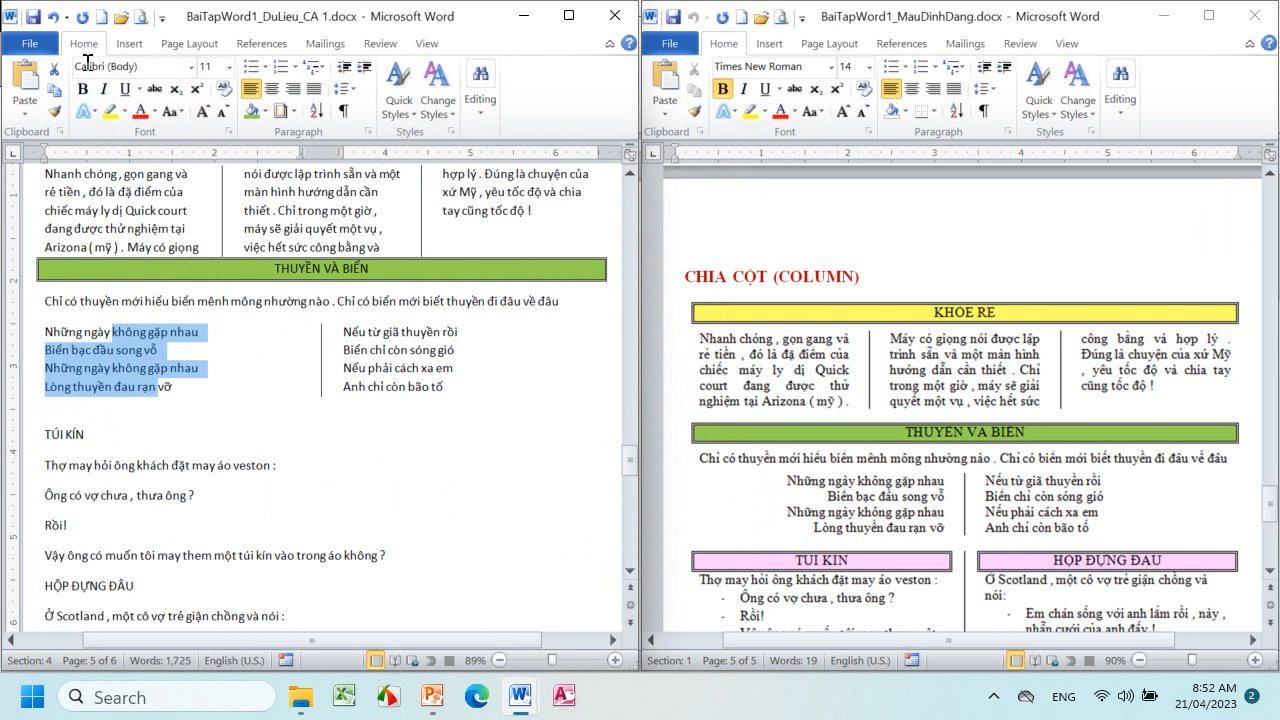 BaiTapWord1_DuLieu_CA 1.docx - Microsoft Word
File Home Insert Page Layout References Mailings Review View
Calibri (Body) 11
Paste
Quick Styles
Change Styles
Editing
Clipboard Font Paragraph Styles
1 2 4 5 6
Nhanh chóng , gọn gang và
rẻ tiền , đó là đặ điểm của
chiếc máy ly dị Quick court
đang được thử nghiệm tại
Arizona ( mỹ ) . Máy có giọng
nói được lập trình sẵn và một
màn hình hướng dẫn cần
thiết . Chỉ trong một giờ ,
máy sẽ giải quyết một vụ ,
việc hết sức công bằng và
hợp lý . Đúng là chuyện của
xứ Mỹ , yêu tốc độ và chia
tay cũng tốc độ !
THUYỀN VÀ BIỂN
Chỉ có thuyền mới hiểu biển mênh mông nhường nào . Chỉ có biển mới biết thuyền đi đâu về đâu
Những ngày không gặp nhau
Biển bạc đầu song vỗ
Những ngày không gặp nhau
Lòng thuyền đau rạn vỡ
Nếu từ giã thuyền rồi
Biển chỉ còn sóng gió
Nếu phải cách xa em
Anh chỉ còn bão tố
TÚI KÍN
Thợ may hỏi ông khách đặt may áo veston :
Ông có vợ chưa , thưa ông ?
Rồi!
Vậy ông có muốn tôi may them một túi kín vào trong áo không ?
HỘP ĐỰNG ĐÂU
Ở Scotland , một cô vợ trẻ giận chồng và nói :
Section: 4 Page: 5 of 6 Words: 1,725 English (U.S.) 89%
BaiTapWord1_MauDinhDang.docx - Microsoft Word
File Home Insert Page Layout References Mailings Review View
Times New Roman 14
Paste
Quick Styles
Change Styles
Editing
Clipboard Font Paragraph Styles
1 2 3 4 5 6
CHIA CỘT (COLUMN)
KHỎE RE
Nhanh chóng , gọn gang và
rẻ tiền , đó là đặ điểm của
chiếc máy ly dị Quick
court đang được thử
nghiệm tại Arizona ( mỹ ) .
Máy có giọng nói được lập
trình sẵn và một màn hình
hướng dẫn cần thiết . Chỉ
trong một giờ , máy sẽ giải
quyết một vụ , việc hết sức
công bằng và hợp lý .
Đúng là chuyện của xứ Mỹ
, yêu tốc độ và chia tay
cũng tốc độ !
THUYỀN VÀ BIỂN
Chỉ có thuyền mới hiểu biển mênh mông nhường nào . Chỉ có biển mới biết thuyền đi đâu về đâu
Những ngày không gặp nhau
Biển bạc đầu song vỗ
Những ngày không gặp nhau
Lòng thuyền đau rạn vỡ
Nếu từ giã thuyền rồi
Biển chỉ còn sóng gió
Nếu phải cách xa em
Anh chỉ còn bão tố
TÚI KÍN
Thợ may hỏi ông khách đặt may áo veston :
- Ông có vợ chưa , thưa ông ?
- Rồi!
HỘP ĐỰNG ĐÂU
Ở Scotland , một cô vợ trẻ giận chồng và
nói:
- Em chán sống với anh lắm rồi , này ,
nhẫn cưới của anh đấy !
Section: 1 Page: 5 of 5 Words: 19 English (U.S.) 90%
Search
ENG
8:52 AM
21/04/2023
2